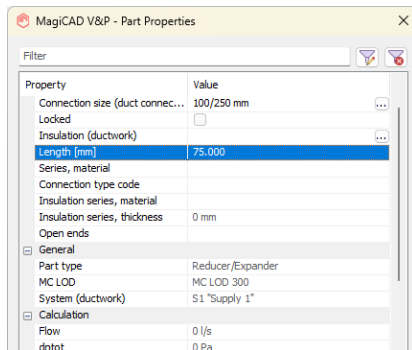 MagiCAD V&P - Part Properties
Filter
Property Value
Connection size (duct connec... 100/250 mm ...
Locked
Insulation (ductwork) ...
Length [mm] 75.000
Series, material
Connection type code
Insulation series, material
Insulation series, thickness 0 mm
Open ends
General
Part type Reducer/Expander
MC LOD MC LOD 300
System (ductwork) S1 "Supply 1"
Calculation
Flow 0 l/s
dptot 0 Pa